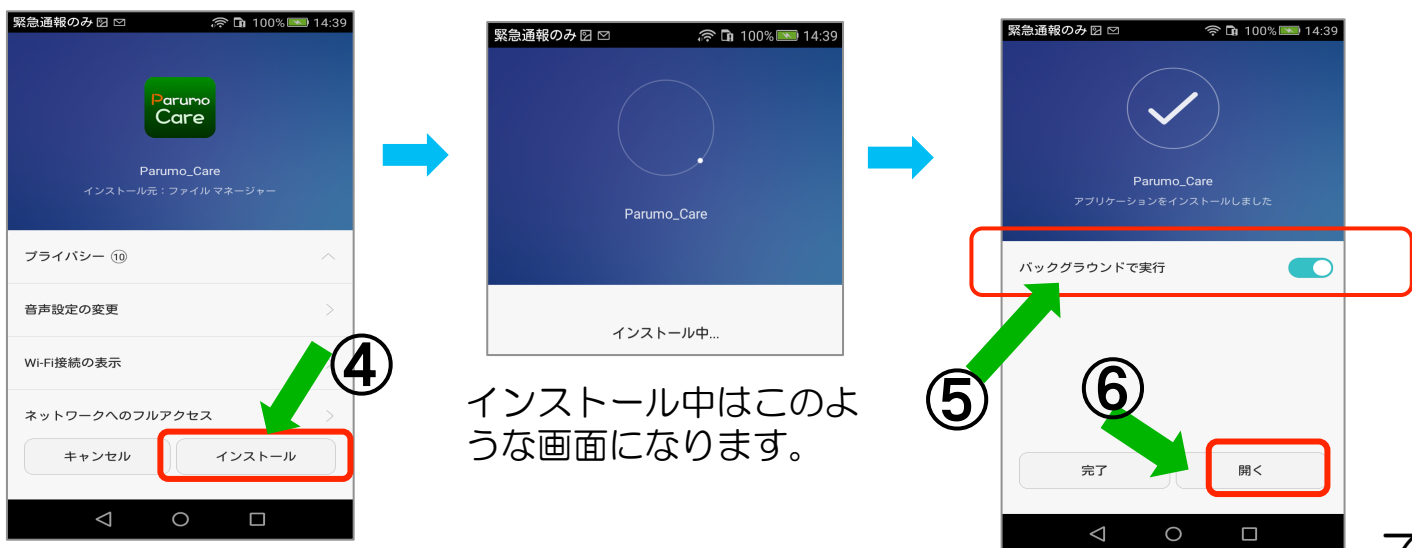 緊急通報のみ 100% 14:39
Parumo
Care
Parumo_Care
インストール元：ファイル マネージャー
プライバシー ⑩
音声設定の変更
Wi-Fi接続の表示
ネットワークへのフルアクセス
キャンセル インストール
④
緊急通報のみ 100% 14:39
Parumo_Care
インストール中...
インストール中はこのよ
うな画面になります。
緊急通報のみ 100% 14:39
Parumo_Care
アプリケーションをインストールしました
バックグラウンドで実行
⑤
⑥
完了 開く